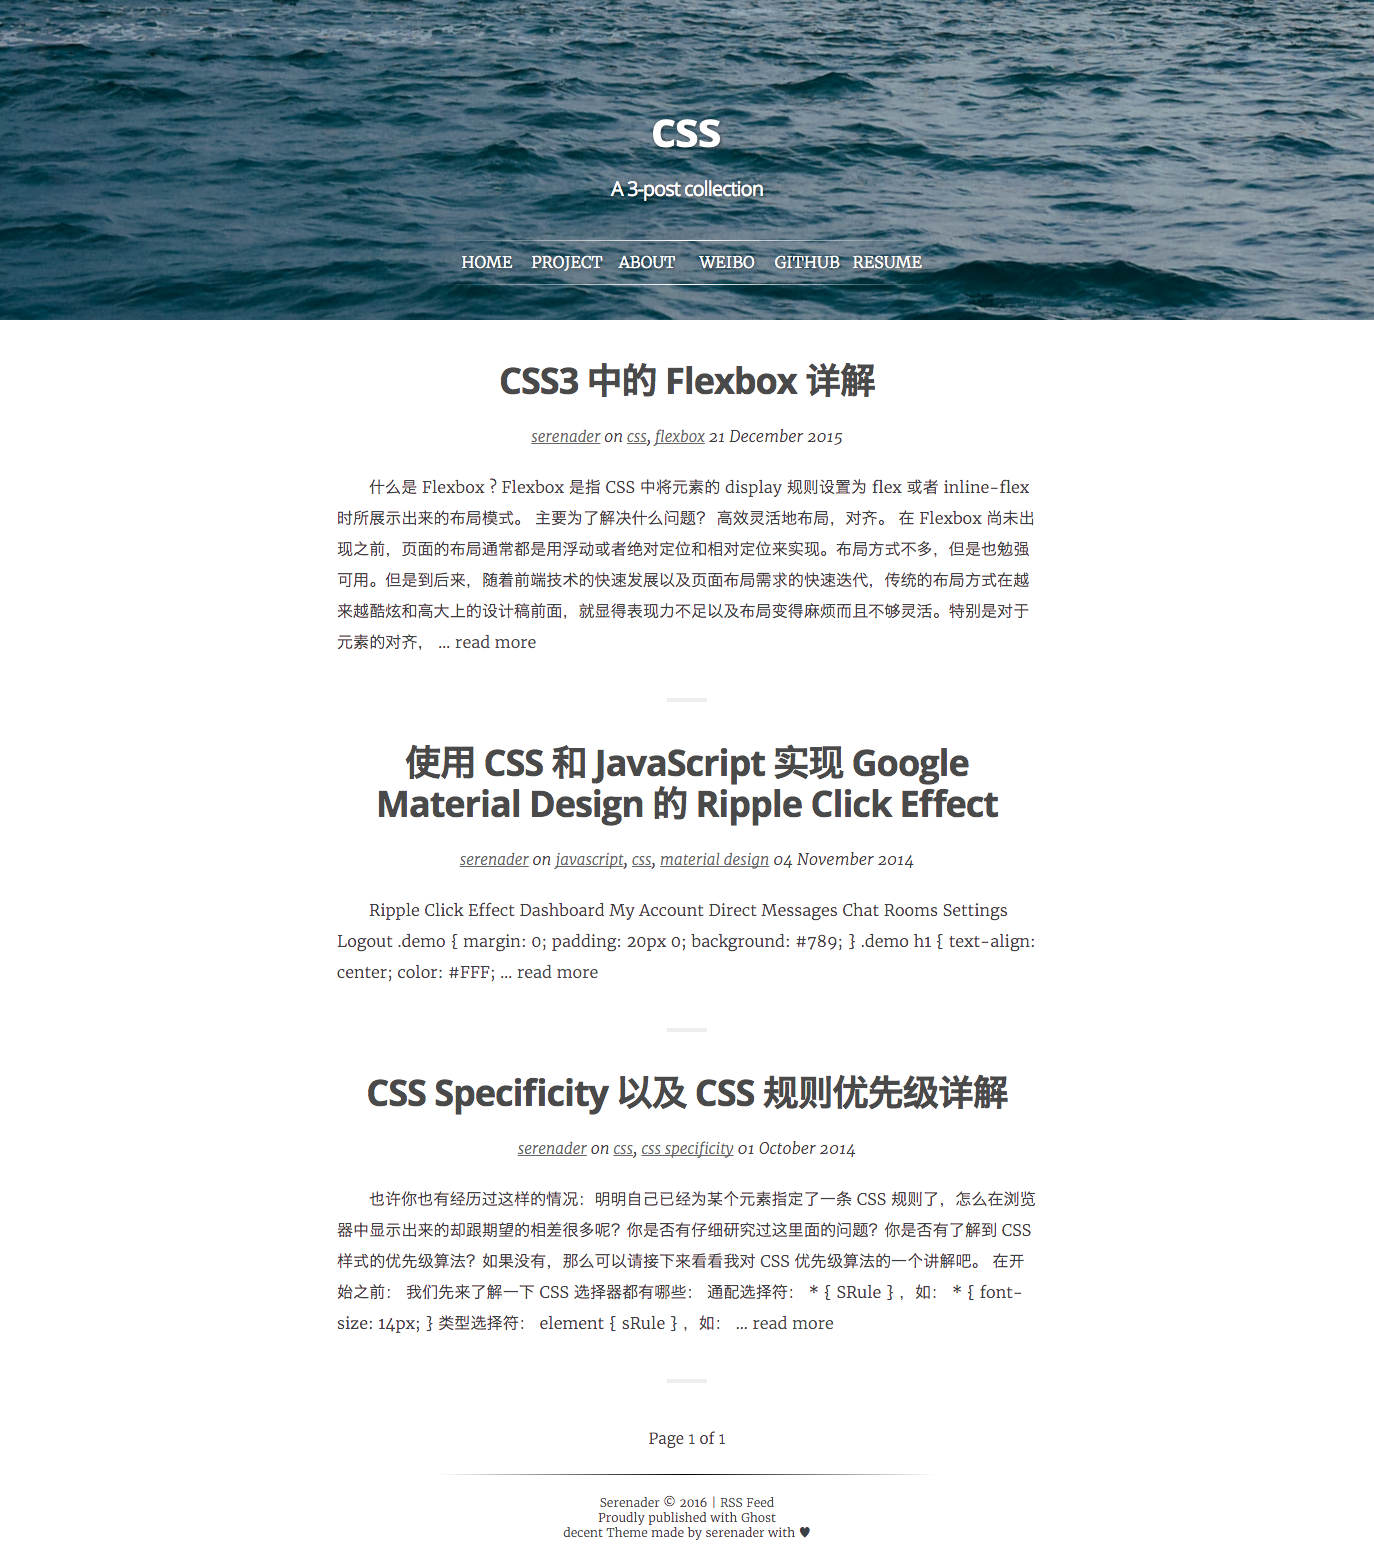 CSS
A 3-post collection
HOME PROJECT ABOUT WEIBO GITHUB RESUME
CSS3 中的 Flexbox 详解
serenader on css, flexbox 21 December 2015
什么是 Flexbox ? Flexbox 是指 CSS 中将元素的 display 规则设置为 flex 或者 inline-flex
时所展示出来的布局模式。 主要为了解决什么问题？ 高效灵活地布局，对齐。 在 Flexbox 尚未出
现之前，页面的布局通常都是用浮动或者绝对定位和相对定位来实现。布局方式不多，但是也勉强
可用。但是到后来，随着前端技术的快速发展以及页面布局需求的快速迭代，传统的布局方式在越
来越酷炫和高大上的设计稿前面，就显得表现力不足以及布局变得麻烦而且不够灵活。特别是对于
元素的对齐， ... read more
使用 CSS 和 JavaScript 实现 Google
Material Design 的 Ripple Click Effect
serenader on javascript, css, material design 04 November 2014
Ripple Click Effect Dashboard My Account Direct Messages Chat Rooms Settings
Logout .demo { margin: 0; padding: 20px 0; background: #789; } .demo h1 { text-align:
center; color: #FFF; ... read more
CSS Specificity 以及 CSS 规则优先级详解
serenader on css, css specificity 01 October 2014
也许你也有经历过这样的情况：明明自己已经为某个元素指定了一条 CSS 规则了，怎么在浏览
器中显示出来的却跟期望的相差很多呢？你是否有仔细研究过这里面的问题？你是否有了解到 CSS
样式的优先级算法？如果没有，那么可以请接下来看看我对 CSS 优先级算法的一个讲解吧。 在开
始之前： 我们先来了解一下 CSS 选择器都有哪些： 通配选择符： * { SRule } ，如： * { font-
size: 14px; } 类型选择符： element { sRule } ，如： ... read more
Page 1 of 1
Serenader © 2016 | RSS Feed
Proudly published with Ghost
decent Theme made by serenader with ♥